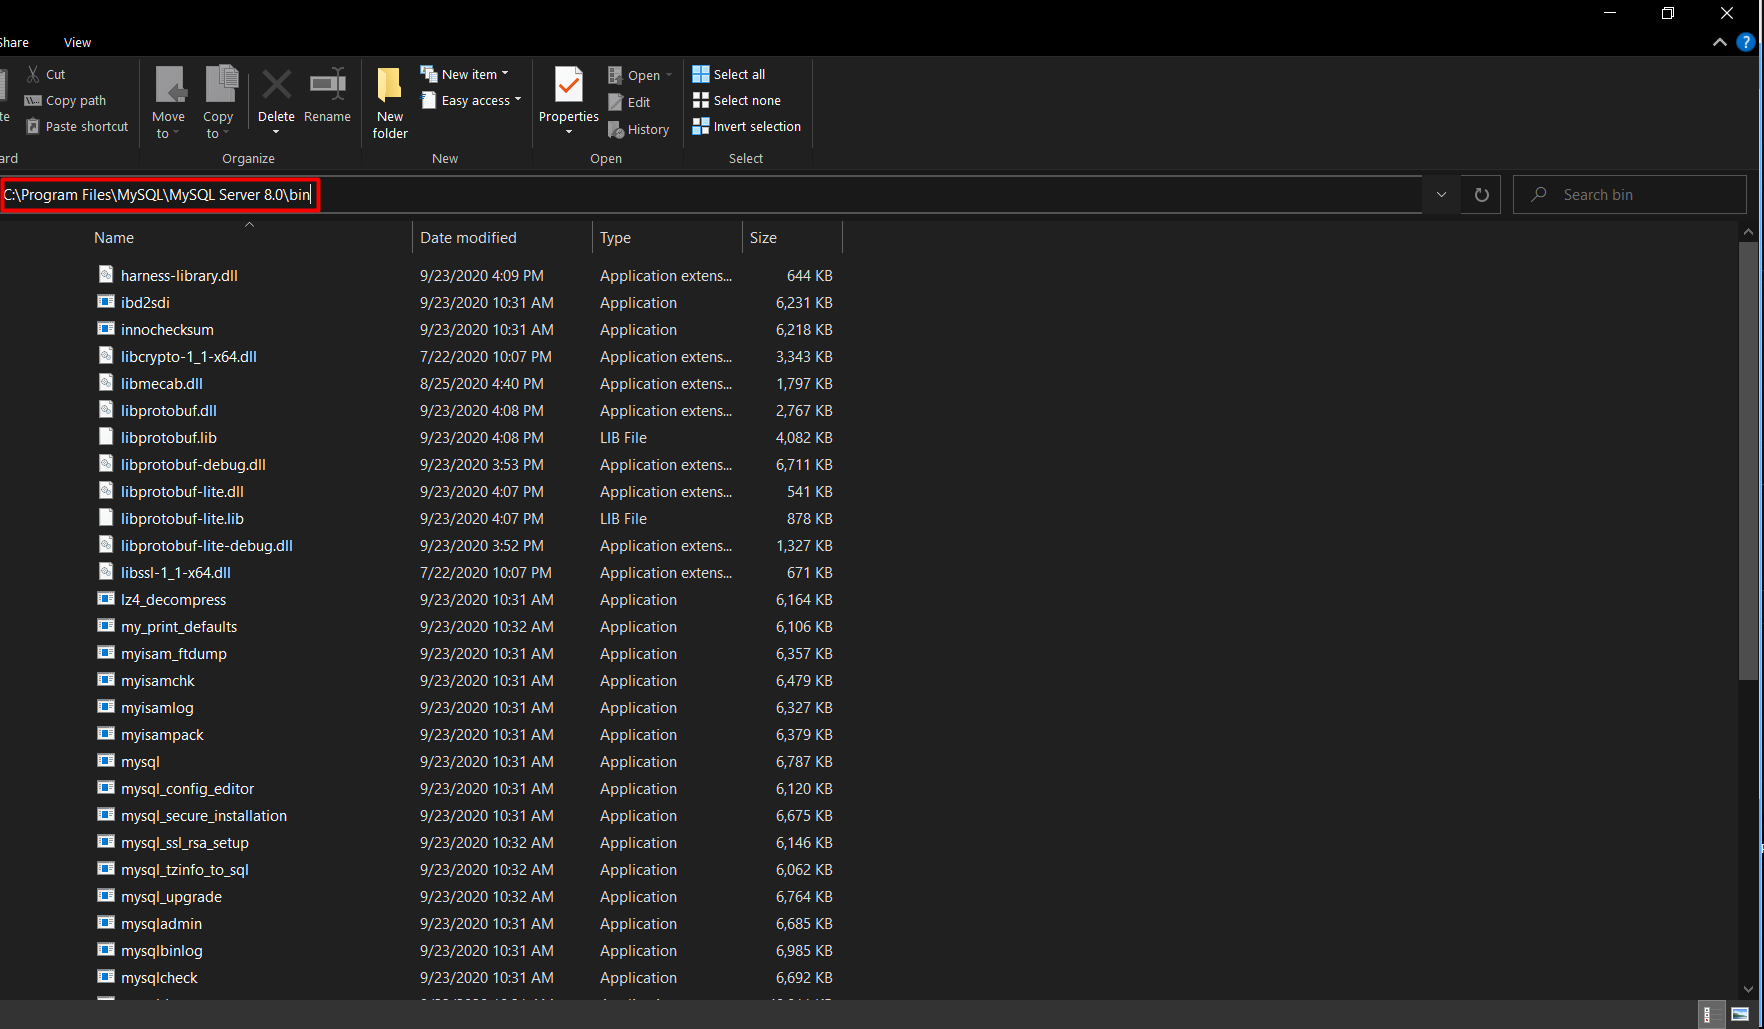 Share View
Cut
Copy path
Paste shortcut
Move to
Copy to
Delete
Rename
Organize
New folder
New item
Easy access
New
Properties
Open
Edit
History
Open
Select all
Select none
Invert selection
Select
C:\Program Files\MySQL\MySQL Server 8.0\bin
Search bin
Name Date modified Type Size
harness-library.dll 9/23/2020 4:09 PM Application extens... 644 KB
ibd2sdi 9/23/2020 10:31 AM Application 6,231 KB
innochecksum 9/23/2020 10:31 AM Application 6,218 KB
libcrypto-1_1-x64.dll 7/22/2020 10:07 PM Application extens... 3,343 KB
libmecab.dll 8/25/2020 4:40 PM Application extens... 1,797 KB
libprotobuf.dll 9/23/2020 4:08 PM Application extens... 2,767 KB
libprotobuf.lib 9/23/2020 4:08 PM LIB File 4,082 KB
libprotobuf-debug.dll 9/23/2020 3:53 PM Application extens... 6,711 KB
libprotobuf-lite.dll 9/23/2020 4:07 PM Application extens... 541 KB
libprotobuf-lite.lib 9/23/2020 4:07 PM LIB File 878 KB
libprotobuf-lite-debug.dll 9/23/2020 3:52 PM Application extens... 1,327 KB
libssl-1_1-x64.dll 7/22/2020 10:07 PM Application extens... 671 KB
lz4_decompress 9/23/2020 10:31 AM Application 6,164 KB
my_print_defaults 9/23/2020 10:32 AM Application 6,106 KB
myisam_ftdump 9/23/2020 10:31 AM Application 6,357 KB
myisamchk 9/23/2020 10:31 AM Application 6,479 KB
myisamlog 9/23/2020 10:31 AM Application 6,327 KB
myisampack 9/23/2020 10:31 AM Application 6,379 KB
mysql 9/23/2020 10:31 AM Application 6,787 KB
mysql_config_editor 9/23/2020 10:31 AM Application 6,120 KB
mysql_secure_installation 9/23/2020 10:31 AM Application 6,675 KB
mysql_ssl_rsa_setup 9/23/2020 10:32 AM Application 6,146 KB
mysql_tzinfo_to_sql 9/23/2020 10:32 AM Application 6,062 KB
mysql_upgrade 9/23/2020 10:32 AM Application 6,764 KB
mysqladmin 9/23/2020 10:31 AM Application 6,685 KB
mysqlbinlog 9/23/2020 10:31 AM Application 6,985 KB
mysqlcheck 9/23/2020 10:31 AM Application 6,692 KB